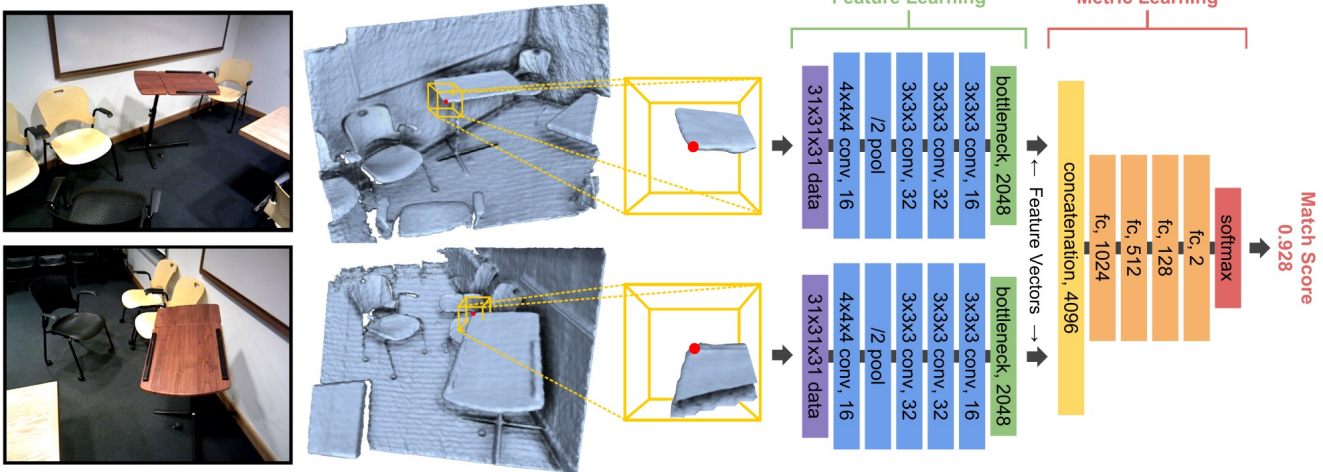 Feature Learning
Metric Learning
31x31x31 data
4x4x4 conv, 16
/2 pool
3x3x3 conv, 32
3x3x3 conv, 32
3x3x3 conv, 16
bottleneck, 2048
31x31x31 data
4x4x4 conv, 16
/2 pool
3x3x3 conv, 32
3x3x3 conv, 32
3x3x3 conv, 16
bottleneck, 2048
← Feature Vectors →
concatenation, 4096
fc, 1024
fc, 512
fc, 128
fc, 2
softmax
Match Score
0.928